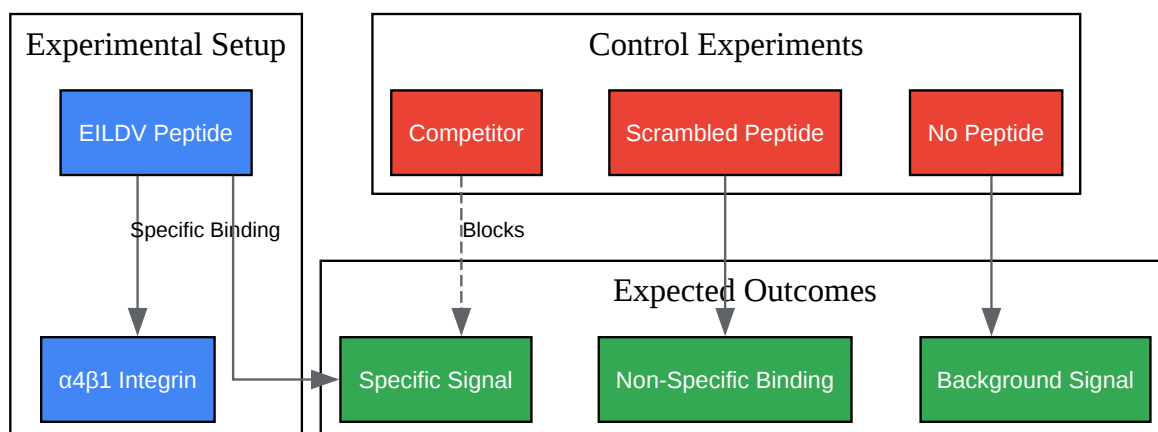 Experimental Setup
Control Experiments
EILDV Peptide
Competitor
Scrambled Peptide
No Peptide
Specific Binding
Blocks
Expected Outcomes
α4β1 Integrin
Specific Signal
Non-Specific Binding
Background Signal